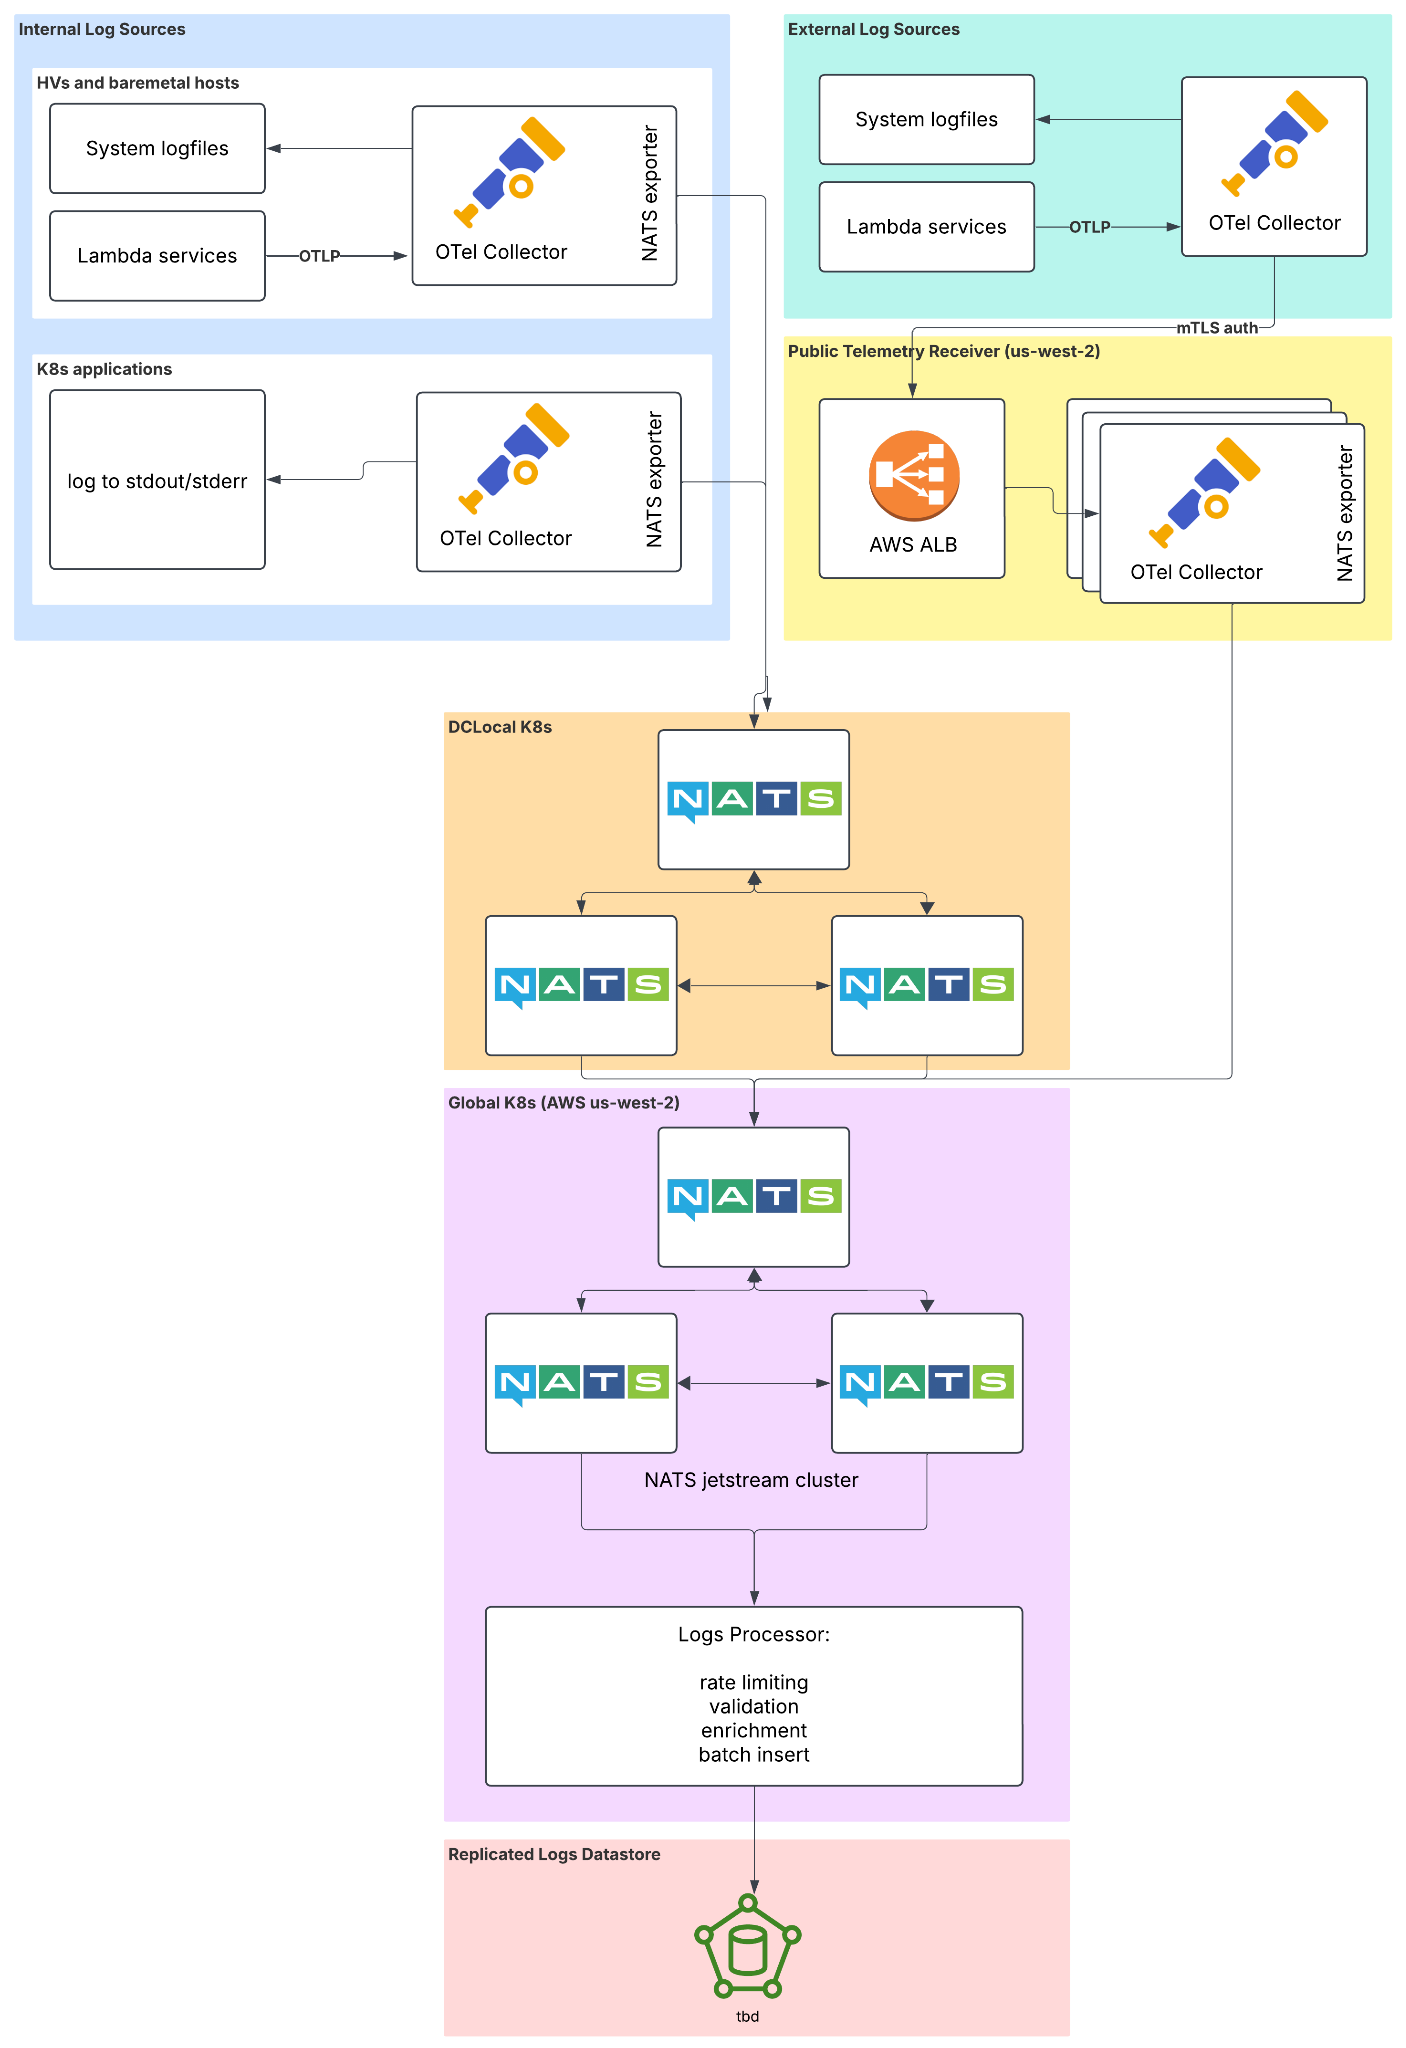 Internal Log Sources
HVs and baremetal hosts
System logfiles
Lambda services
OTLP
OTel Collector
NATS exporter
K8s applications
log to stdout/stderr
OTel Collector
NATS exporter
External Log Sources
System logfiles
Lambda services
OTLP
OTel Collector
mTLS auth
Public Telemetry Receiver (us-west-2)
AWS ALB
OTel Collector
NATS exporter
DCLocal K8s
NATS
NATS
NATS
Global K8s (AWS us-west-2)
NATS
NATS
NATS
NATS jetstream cluster
Logs Processor:
rate limiting
validation
enrichment
batch insert
Replicated Logs Datastore
tbd